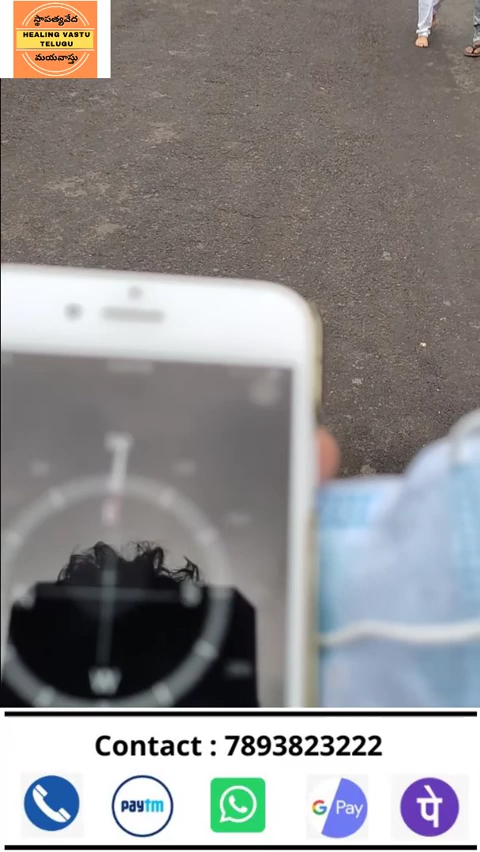 స్థాపత్యవేద
HEALING VASTU
TELUGU
మయవాస్తు
W
Contact : 7893823222
paytm
G Pay
पे